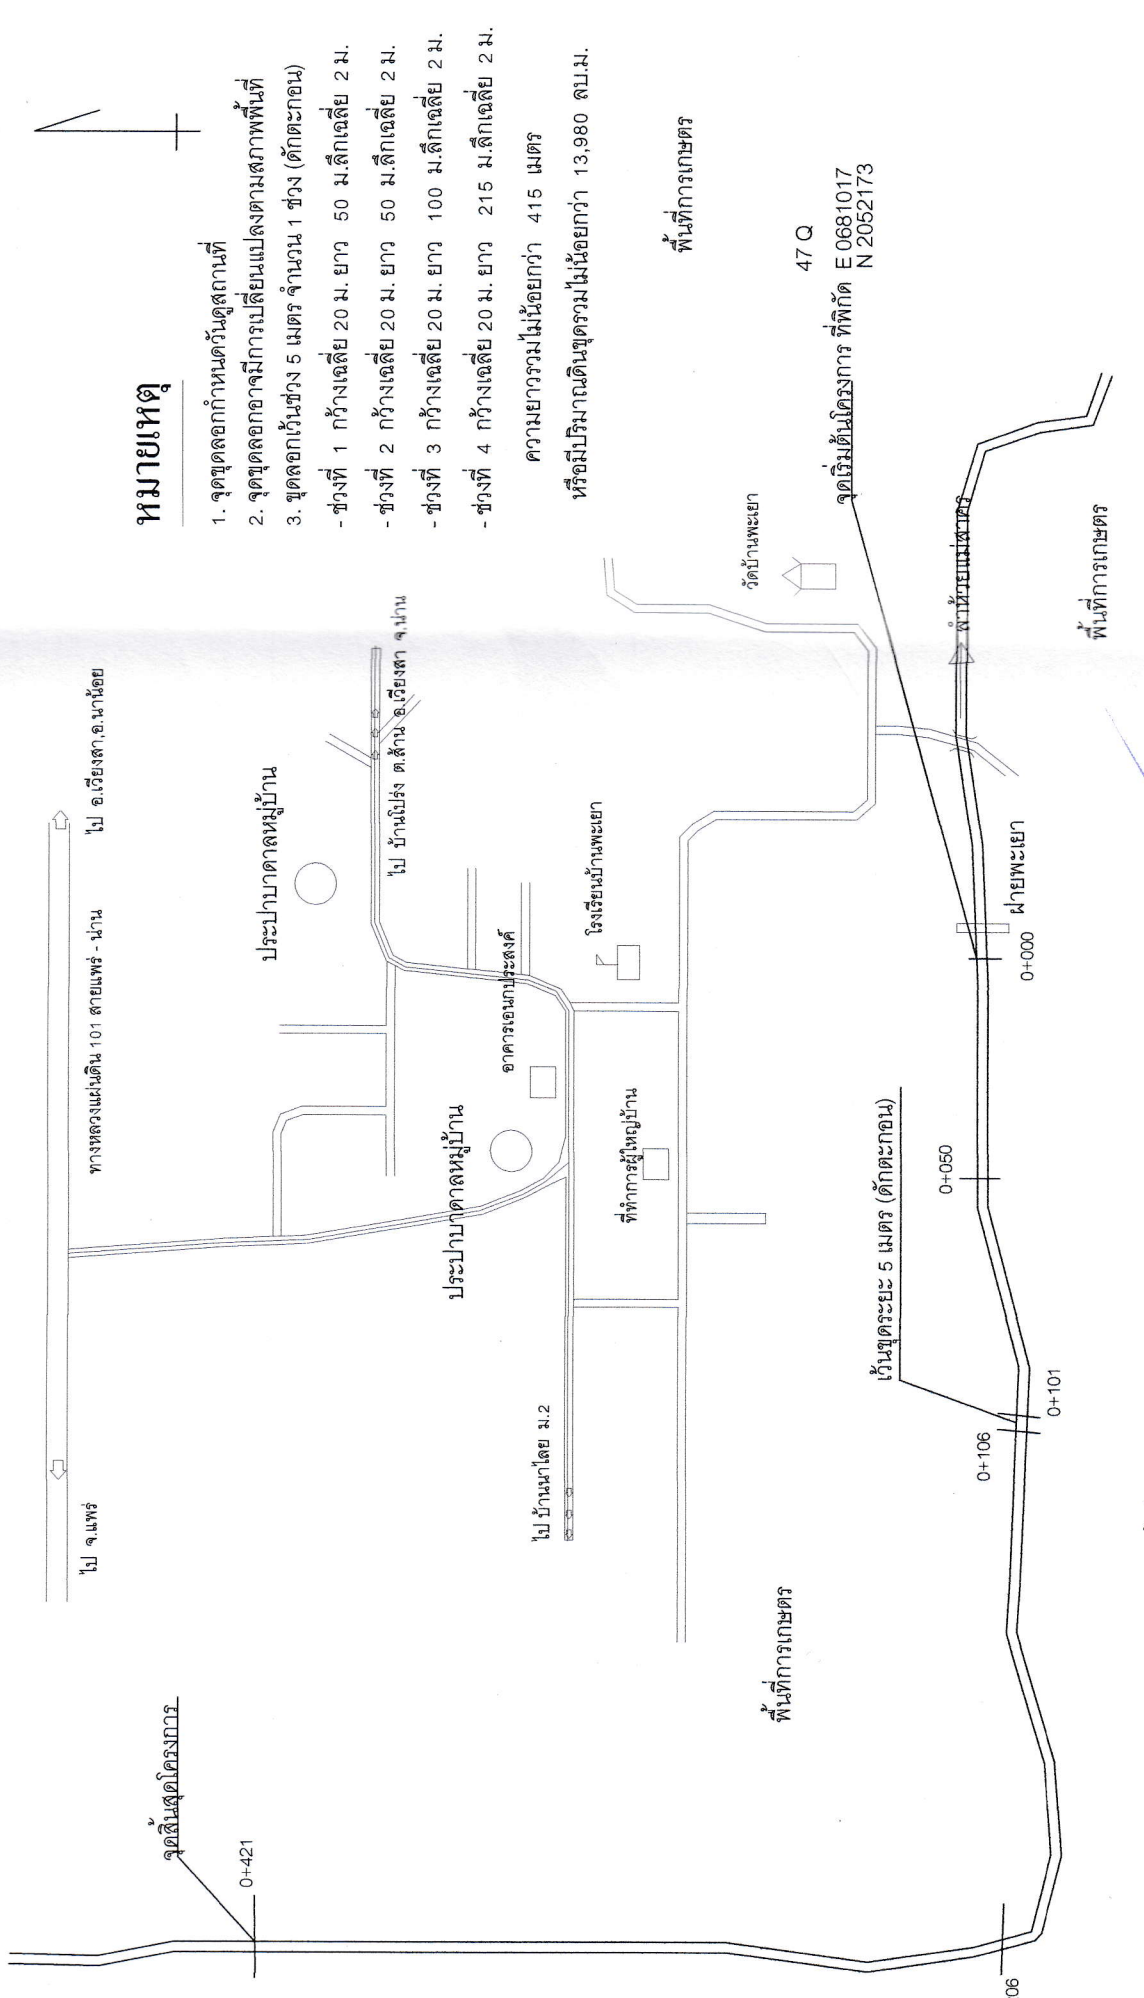 หมายเหตุ
1. จุดขุดลอกกำหนดวันดูสถานที่
2. จุดขุดลอกอาจมีการเปลี่ยนแปลงตามสภาพพื้นที่
3. ขุดลอกเว้นช่วง 5 เมตร จำนวน 1 ช่วง (ดักตะกอน)
- ช่วงที่ 1 กว้างเฉลี่ย 20 ม. ยาว 50 ม.ลึกเฉลี่ย 2 ม.
- ช่วงที่ 2 กว้างเฉลี่ย 20 ม. ยาว 50 ม.ลึกเฉลี่ย 2 ม.
- ช่วงที่ 3 กว้างเฉลี่ย 20 ม. ยาว 100 ม.ลึกเฉลี่ย 2 ม.
- ช่วงที่ 4 กว้างเฉลี่ย 20 ม. ยาว 215 ม.ลึกเฉลี่ย 2 ม.
ความยาวรวมไม่น้อยกว่า 415 เมตร
หรือมีปริมาณดินขุดรวมไม่น้อยกว่า 13,980 ลบ.ม.
ไป จ.แพร่
ทางหลวงแผ่นดิน 101 สายแพร่ - น่าน
ไป อ.เวียงสา,อ.นาน้อย
จุดสิ้นสุดโครงการ
0+421
ประปาบาดาลหมู่บ้าน
ไป บ้านโป่ง ต.ส้าน อ.เวียงสา จ.น่าน
ประปาบาดาลหมู่บ้าน
อาคารเอนกประสงค์
ไป บ้านนาไลย ม.2
ที่ทำการผู้ใหญ่บ้าน
โรงเรียนบ้านพะเยา
วัดบ้านพะเยา
พื้นที่การเกษตร
พื้นที่การเกษตร
47 Q
จุดเริ่มต้นโครงการ ที่พิกัด E 0681017
N 2052173
เว้นขุดระยะ 5 เมตร (ดักตะกอน)
0+050
ลำห้วยแม่สาคร
0+106
0+101
0+000
ฝายพะเยา
พื้นที่การเกษตร